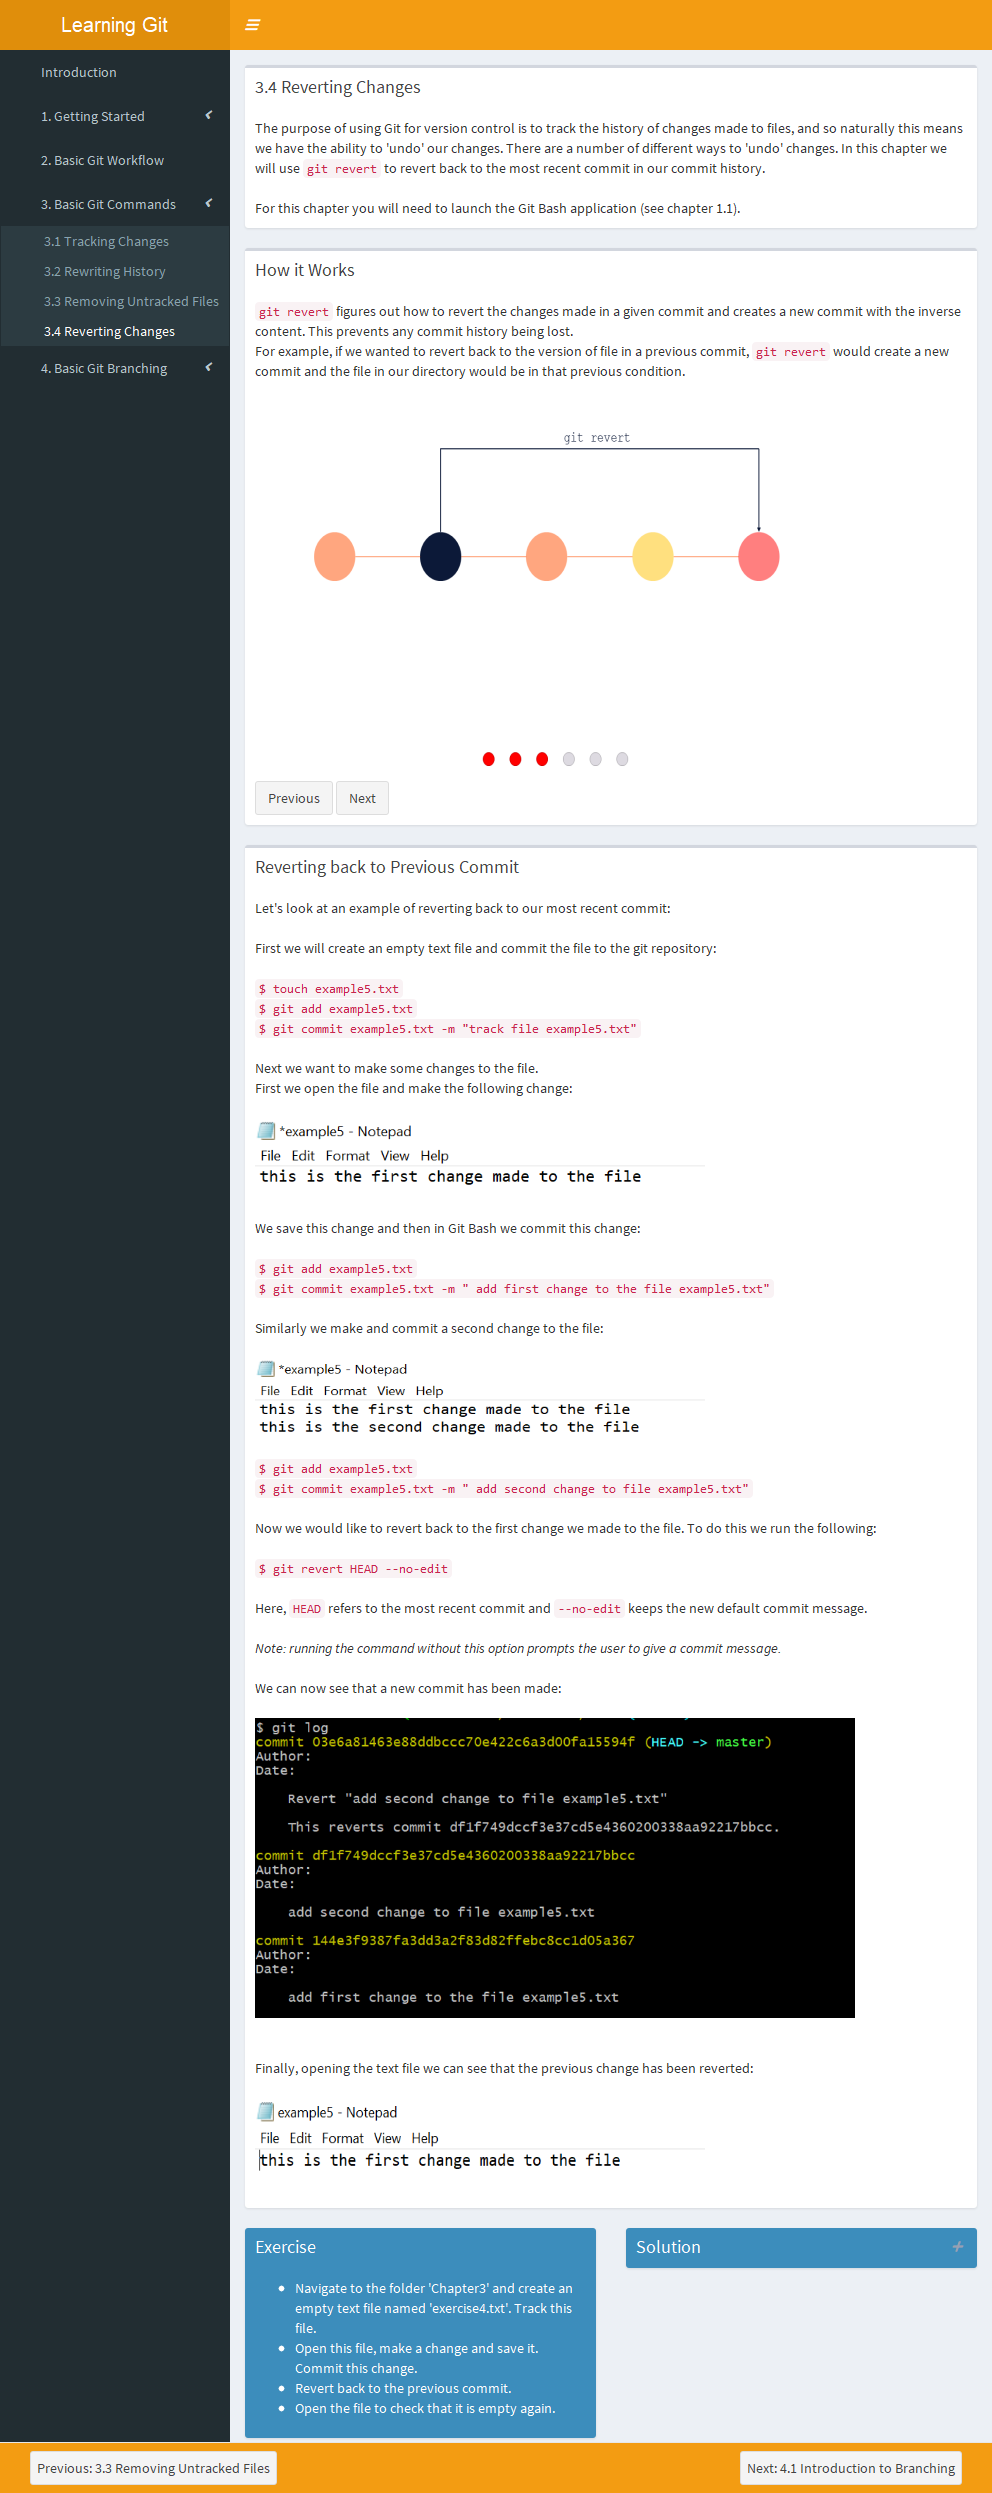 Learning Git
Introduction
1. Getting Started
2. Basic Git Workflow
3. Basic Git Commands
3.1 Tracking Changes
3.2 Rewriting History
3.3 Removing Untracked Files
3.4 Reverting Changes
4. Basic Git Branching
3.4 Reverting Changes
The purpose of using Git for version control is to track the history of changes made to files, and so naturally this means
we have the ability to 'undo' our changes. There are a number of different ways to 'undo' changes. In this chapter we
will use git revert to revert back to the most recent commit in our commit history.
For this chapter you will need to launch the Git Bash application (see chapter 1.1).
How it Works
git revert figures out how to revert the changes made in a given commit and creates a new commit with the inverse
content. This prevents any commit history being lost.
For example, if we wanted to revert back to the version of file in a previous commit, git revert would create a new
commit and the file in our directory would be in that previous condition.
git revert
Previous Next
Reverting back to Previous Commit
Let's look at an example of reverting back to our most recent commit:
First we will create an empty text file and commit the file to the git repository:
$ touch example5.txt
$ git add example5.txt
$ git commit example5.txt -m "track file example5.txt"
Next we want to make some changes to the file.
First we open the file and make the following change:
*example5 - Notepad
File Edit Format View Help
this is the first change made to the file
We save this change and then in Git Bash we commit this change:
$ git add example5.txt
$ git commit example5.txt -m " add first change to the file example5.txt"
Similarly we make and commit a second change to the file:
*example5 - Notepad
File Edit Format View Help
this is the first change made to the file
this is the second change made to the file
$ git add example5.txt
$ git commit example5.txt -m " add second change to file example5.txt"
Now we would like to revert back to the first change we made to the file. To do this we run the following:
$ git revert HEAD --no-edit
Here, HEAD refers to the most recent commit and --no-edit keeps the new default commit message.
Note: running the command without this option prompts the user to give a commit message.
We can now see that a new commit has been made:
$ git log
commit 03e6a81463e88ddbccc70e422c6a3d00fa15594f (HEAD -> master)
Author:
Date:
Revert "add second change to file example5.txt"
This reverts commit df1f749dccf3e37cd5e4360200338aa92217bbcc.
commit df1f749dccf3e37cd5e4360200338aa92217bbcc
Author:
Date:
add second change to file example5.txt
commit 144e3f9387fa3dd3a2f83d82ffebc8cc1d05a367
Author:
Date:
add first change to the file example5.txt
Finally, opening the text file we can see that the previous change has been reverted:
example5 - Notepad
File Edit Format View Help
this is the first change made to the file
Exercise
Navigate to the folder 'Chapter3' and create an
empty text file named 'exercise4.txt'. Track this
file.
Open this file, make a change and save it.
Commit this change.
Revert back to the previous commit.
Open the file to check that it is empty again.
Solution
Previous: 3.3 Removing Untracked Files
Next: 4.1 Introduction to Branching